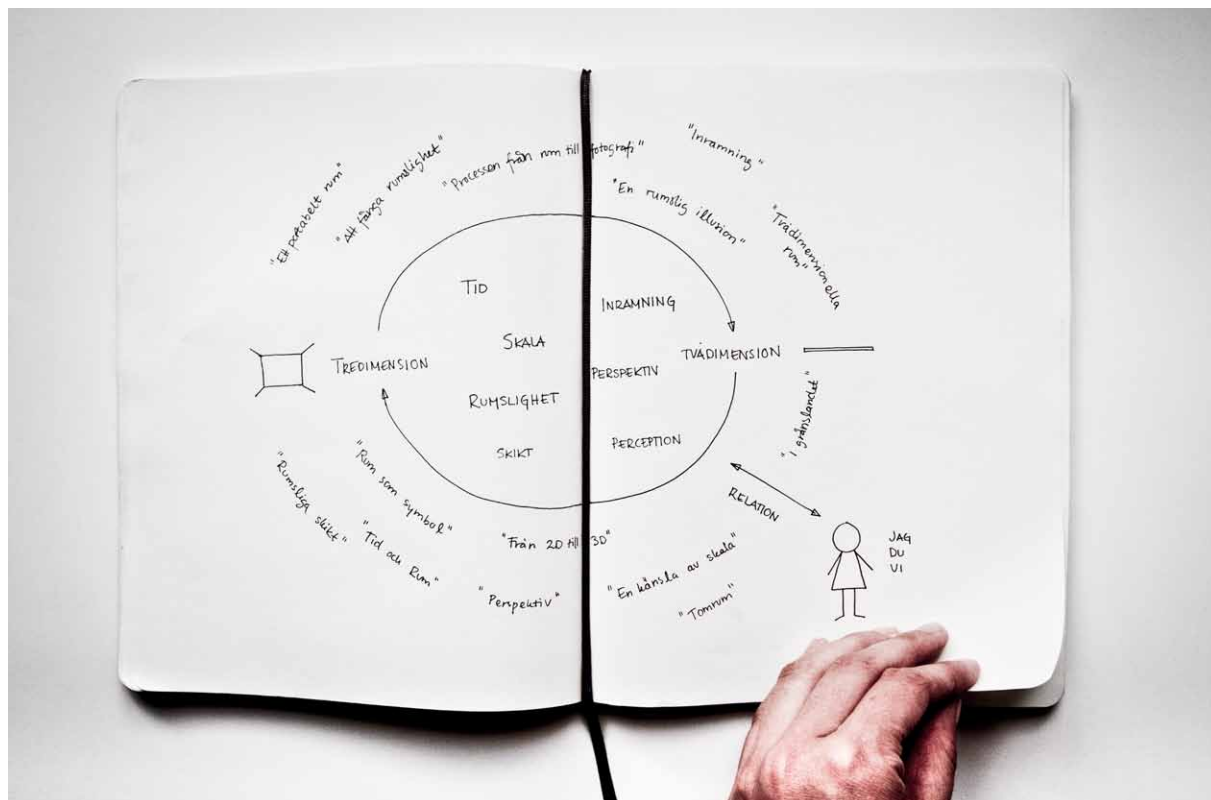 "Ett portabelt rum"
"Att fånga rumslighet"
"Processen från rum till fotografi"
"Inramning"
"En rumslig illusion"
"Tvådimensionella
rum"
TID
INRAMNING
SKALA
TREDIMENSION
TVÅDIMENSION
PERSPEKTIV
RUMSLIGHET
PERCEPTION
SKIKT
"I gränslandet"
RELATION
JAG
DU
VI
"Rumsliga skikt"
"Rum som symbol"
"Tid och Rum"
"Från 2D till 3D"
"Perspektiv"
"En känsla av skala"
"Tomrum"